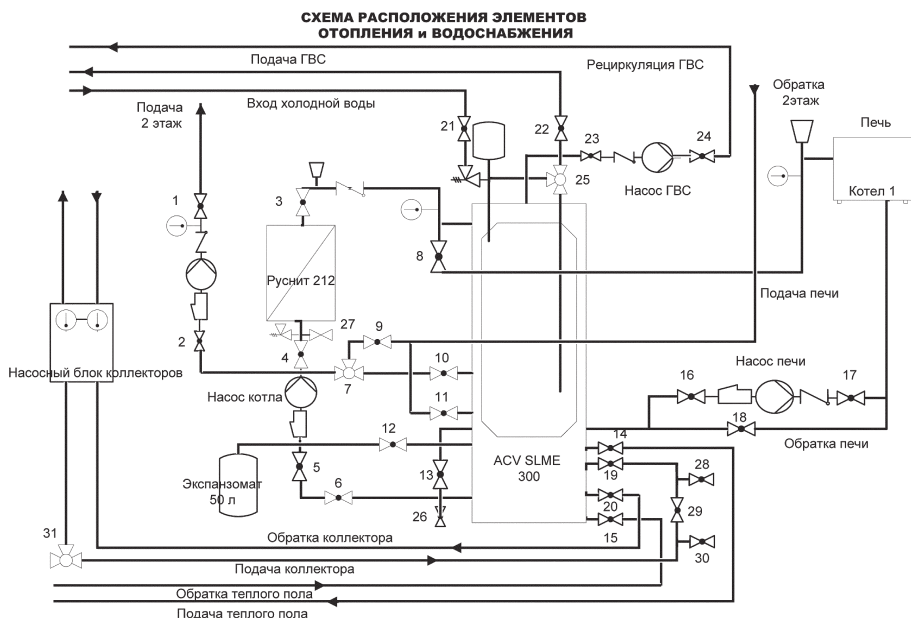 СХЕМА РАСПОЛОЖЕНИЯ ЭЛЕМЕНТОВ
ОТОПЛЕНИЯ и ВОДОСНАБЖЕНИЯ
Подача ГВС
Рециркуляция ГВС
Вход холодной воды
Подача
2 этаж
Обратка
2этаж
Печь
21
22
23
24
25
Насос ГВС
Котел 1
1
3
8
Руснит 212
Подача печи
27
9
2
4
7
10
Насосный блок коллекторов
Насос котла
11
Насос печи
16
17
18
Обратка печи
12
14
5
13
ACV SLME
300
19
28
Экспанзомат
50 л
6
26
20
29
15
30
31
Обратка коллектора
Подача коллектора
Обратка теплого пола
Подача теплого пола